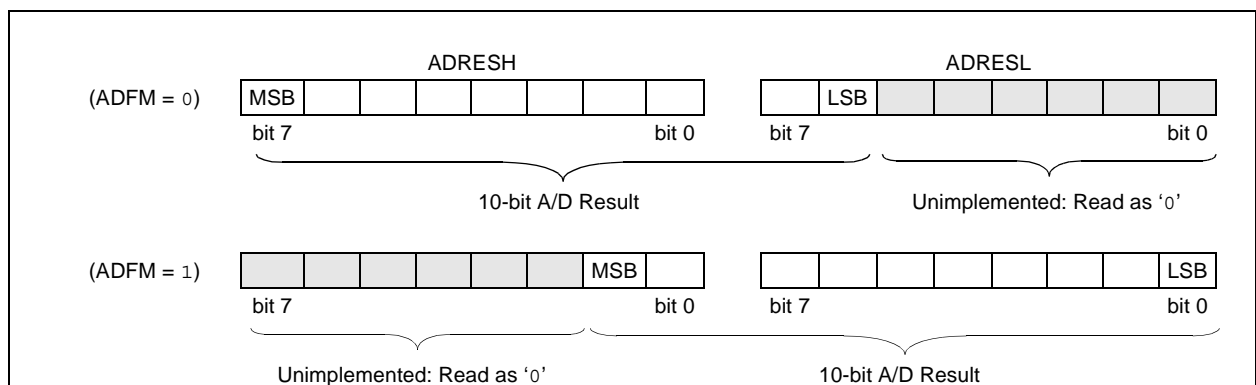 ADRESH ADRESL
(ADFM = 0) MSB LSB
bit 7 bit 0 bit 7 bit 0
10-bit A/D Result Unimplemented: Read as ‘0’
(ADFM = 1) MSB LSB
bit 7 bit 0 bit 7 bit 0
Unimplemented: Read as ‘0’ 10-bit A/D Result